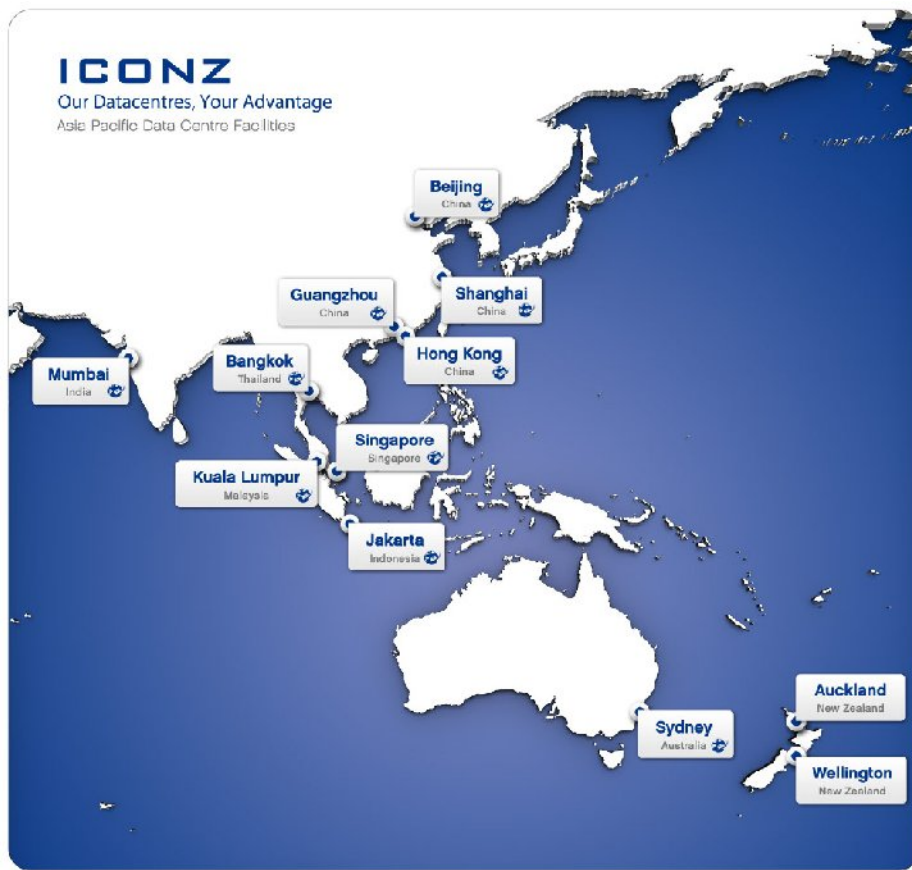 ICONZ
Our Datacentres, Your Advantage
Asia Pacific Data Centre Facilities
Beijing
China
Guangzhou
China
Shanghai
China
Hong Kong
China
Mumbai
India
Bangkok
Thailand
Singapore
Singapore
Kuala Lumpur
Malaysia
Jakarta
Indonesia
Auckland
New Zealand
Sydney
Australia
Wellington
New Zealand